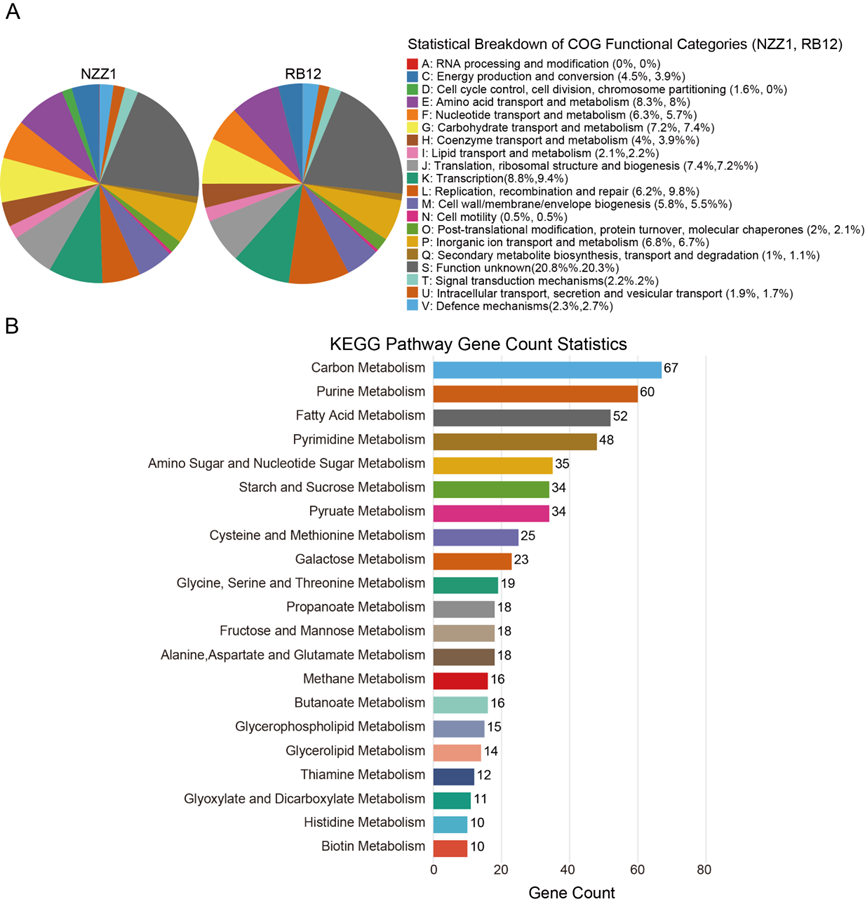 A
NZZ1
RB12
Statistical Breakdown of COG Functional Categories (NZZ1, RB12)
A: RNA processing and modification (0%, 0%)
C: Energy production and conversion (4.5%, 3.9%)
D: Cell cycle control, cell division, chromosome partitioning (1.6%, 0%)
E: Amino acid transport and metabolism (8.3%, 8%)
F: Nucleotide transport and metabolism (6.3%, 5.7%)
G: Carbohydrate transport and metabolism (7.2%, 7.4%)
H: Coenzyme transport and metabolism (4%, 3.9%%)
I: Lipid transport and metabolism (2.1%,2.2%)
J: Translation, ribosomal structure and biogenesis (7.4%,7.2%%)
K: Transcription(8.8%,9.4%)
L: Replication, recombination and repair (6.2%, 9.8%)
M: Cell wall/membrane/envelope biogenesis (5.8%, 5.5%%)
N: Cell motility (0.5%, 0.5%)
O: Post-translational modification, protein turnover, molecular chaperones (2%, 2.1%)
P: Inorganic ion transport and metabolism (6.8%, 6.7%)
Q: Secondary metabolite biosynthesis, transport and degradation (1%, 1.1%)
S: Function unknown(20.8%%.20.3%)
T: Signal transduction mechanisms(2.2%.2%)
U: Intracellular transport, secretion and vesicular transport (1.9%, 1.7%)
V: Defence mechanisms(2.3%,2.7%)
B
KEGG Pathway Gene Count Statistics
Carbon Metabolism 67
Purine Metabolism 60
Fatty Acid Metabolism 52
Pyrimidine Metabolism 48
Amino Sugar and Nucleotide Sugar Metabolism 35
Starch and Sucrose Metabolism 34
Pyruate Metabolism 34
Cysteine and Methionine Metabolism 25
Galactose Metabolism 23
Glycine, Serine and Threonine Metabolism 19
Propanoate Metabolism 18
Fructose and Mannose Metabolism 18
Alanine,Aspartate and Glutamate Metabolism 18
Methane Metabolism 16
Butanoate Metabolism 16
Glycerophospholipid Metabolism 15
Glycerolipid Metabolism 14
Thiamine Metabolism 12
Glyoxylate and Dicarboxylate Metabolism 11
Histidine Metabolism 10
Biotin Metabolism 10
0 20 40 60 80
Gene Count